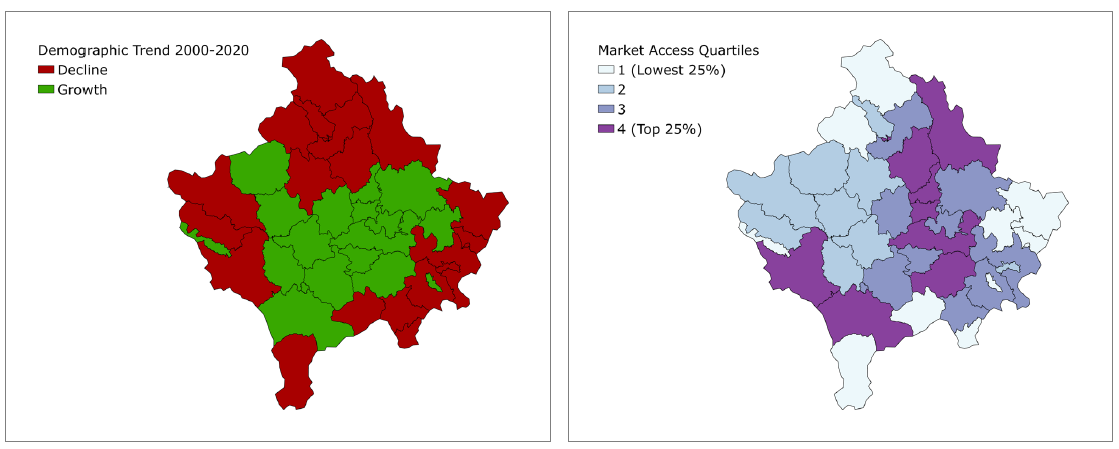 Demographic Trend 2000-2020
Decline
Growth
Market Access Quartiles
1 (Lowest 25%)
2
3
4 (Top 25%)